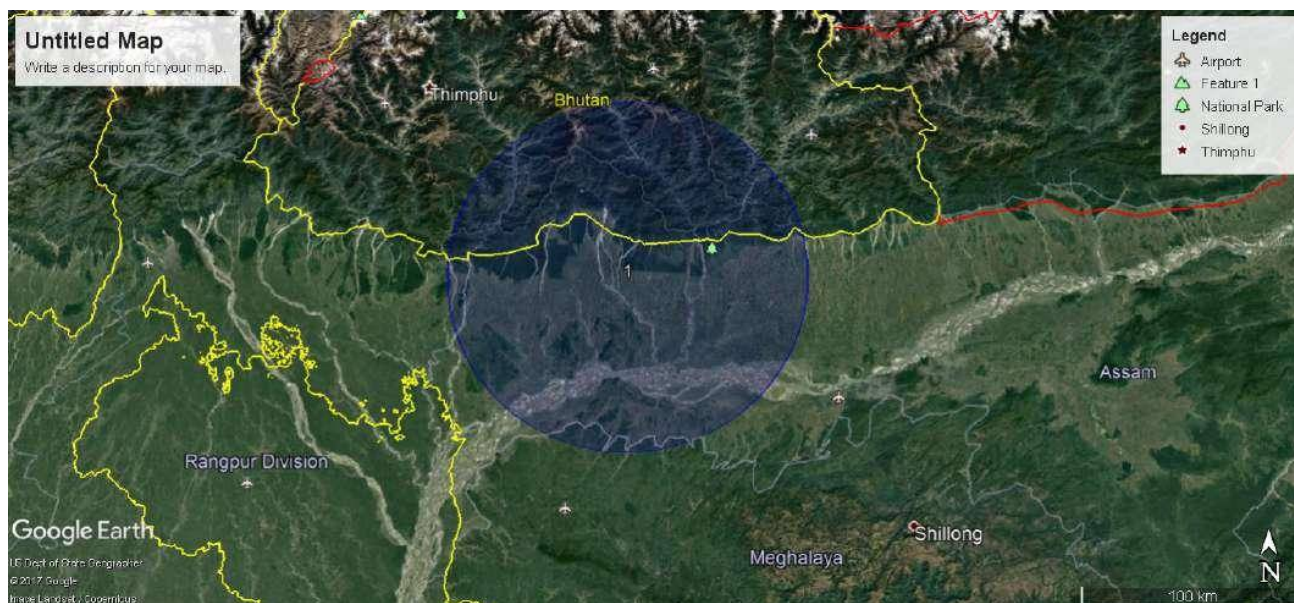 Untitled Map
Write a description for your map.
Legend
Airport
Feature 1
National Park
Shillong
Thimphu
Thimphu
Bhutan
1
Assam
Rangpur Division
Shillong
Meghalaya
Google Earth
US Dept of State Geographer
© 2017 Google
Image Landsat / Copernicus
N
100 km